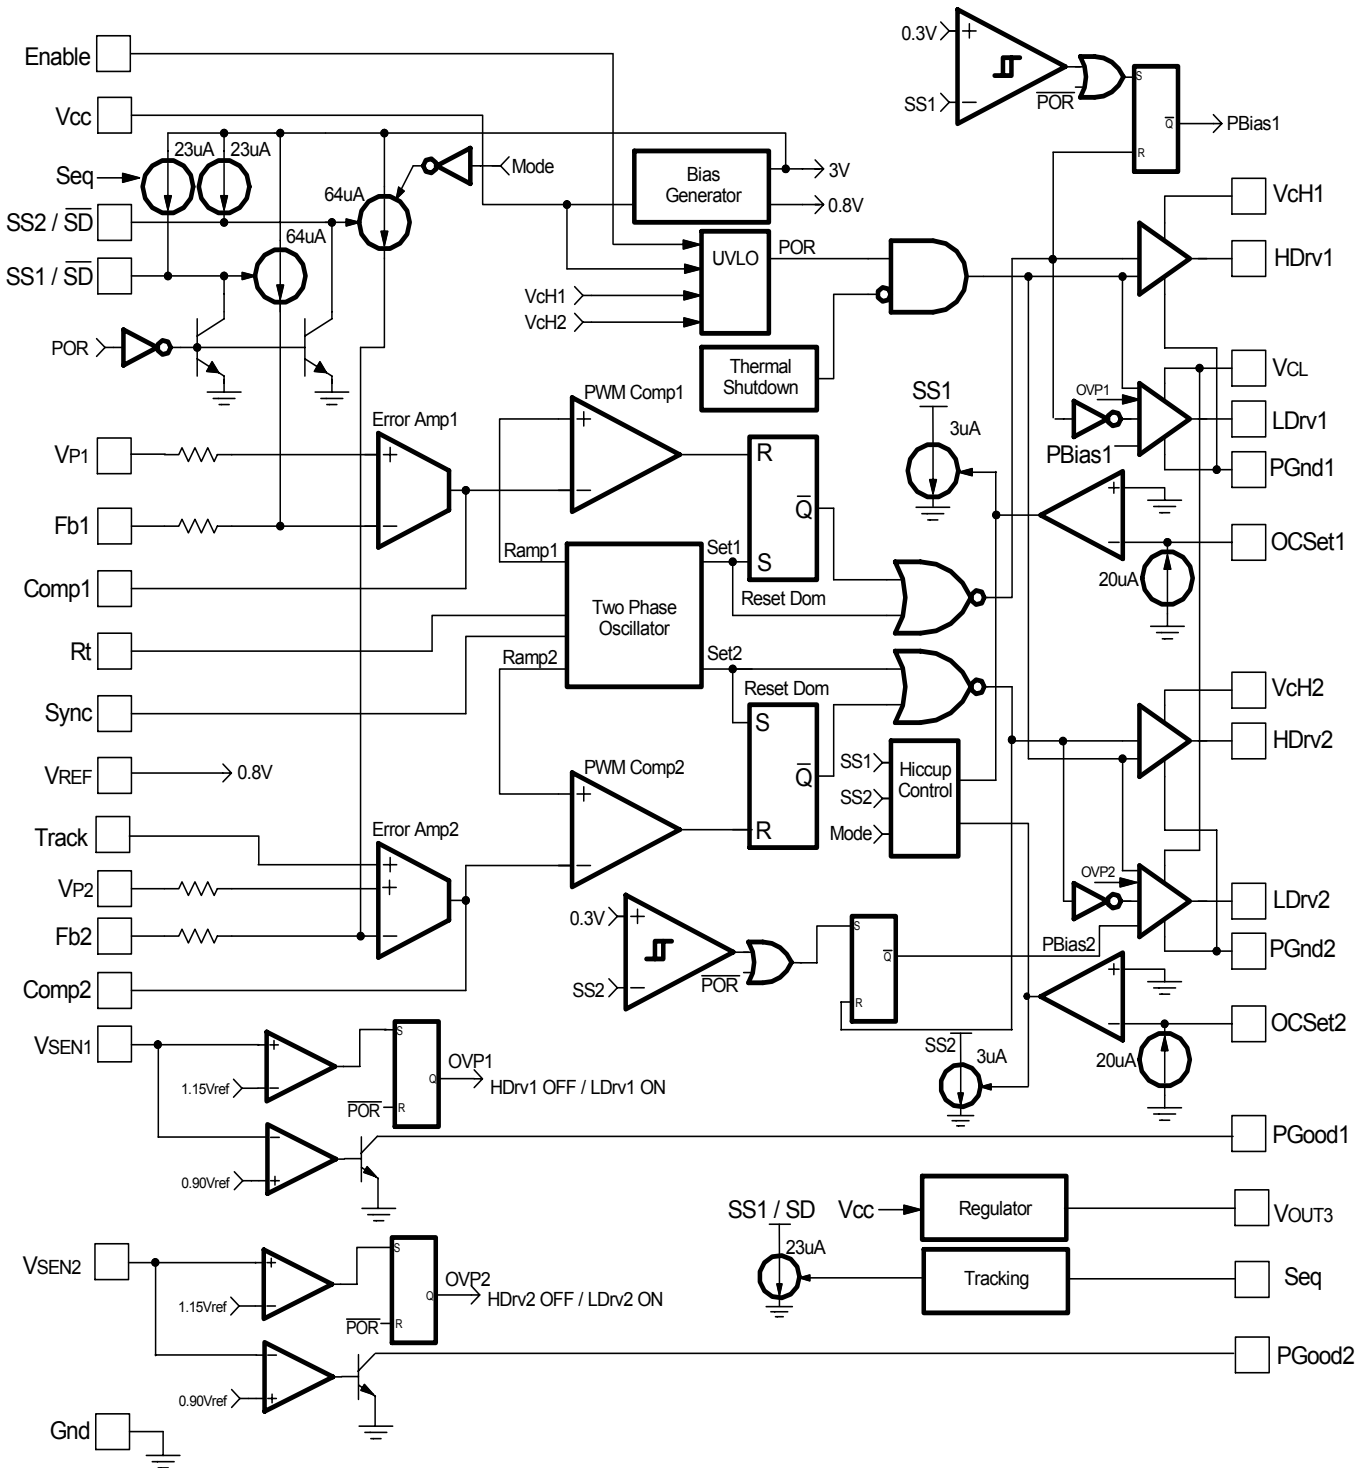 Enable
Vcc
Seq
23uA
23uA
SS2 / SD
SS1 / SD
64uA
64uA
Mode
POR
Bias
Generator
3V
0.8V
UVLO
POR
VcH1
VcH2
Thermal
Shutdown
0.3V
+
SS1
−
POR
S
Q
R
PBias1
VcH1
HDrv1
VCL
OVP1
LDrv1
PBias1
PGnd1
SS1
3uA
+
−
OCSet1
20uA
VP1
Error Amp1
+
−
Fb1
PWM Comp1
+
−
R
Q
S
Reset Dom
Ramp1
Set1
Comp1
Two Phase
Oscillator
Rt
Ramp2
Set2
Reset Dom
Sync
S
Q
R
VREF
0.8V
PWM Comp2
+
−
SS1
SS2
Mode
Hiccup
Control
VcH2
HDrv2
Track
Error Amp2
+
+
−
VP2
Fb2
Comp2
0.3V
+
SS2
−
POR
S
Q
R
PBias2
OVP2
LDrv2
PGnd2
+
−
OCSet2
20uA
SS2
3uA
VSEN1
+
1.15Vref
−
S
Q
R
POR
OVP1
HDrv1 OFF / LDrv1 ON
−
0.90Vref
+
PGood1
SS1 / SD
23uA
Vcc
Regulator
VOUT3
Tracking
Seq
VSEN2
+
1.15Vref
−
S
Q
R
POR
OVP2
HDrv2 OFF / LDrv2 ON
−
0.90Vref
+
PGood2
Gnd